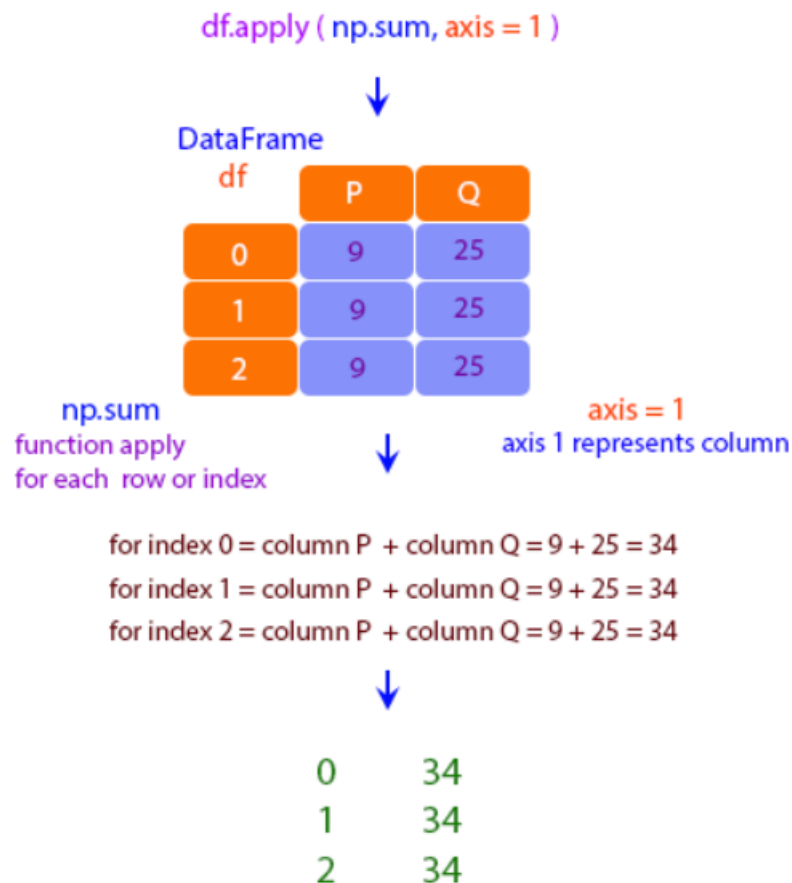 df.apply ( np.sum, axis = 1 )
DataFrame
df
P Q
0 9 25
1 9 25
2 9 25
np.sum
function apply
for each row or index
axis = 1
axis 1 represents column
for index 0 = column P + column Q = 9 + 25 = 34
for index 1 = column P + column Q = 9 + 25 = 34
for index 2 = column P + column Q = 9 + 25 = 34
0 34
1 34
2 34